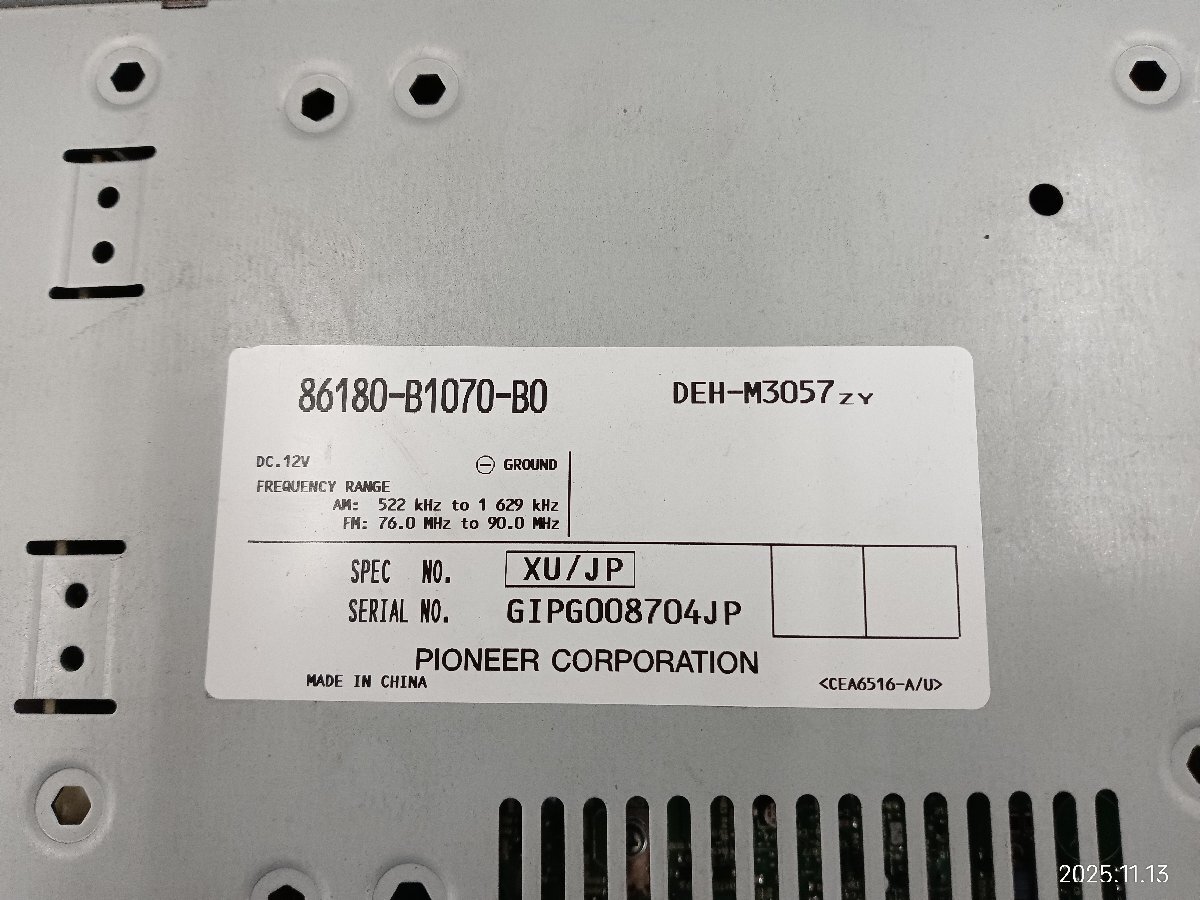 86180-B1070-B0
DEH-M3057ZY
DC.12V
⊖ GROUND
FREQUENCY RANGE
AM: 522 kHz to 1 629 kHz
FM: 76.0 MHz to 90.0 MHz
SPEC NO. XU/JP
SERIAL NO. GIPG008704JP
PIONEER CORPORATION
MADE IN CHINA
<CEA6516-A/U>
2025.11.13